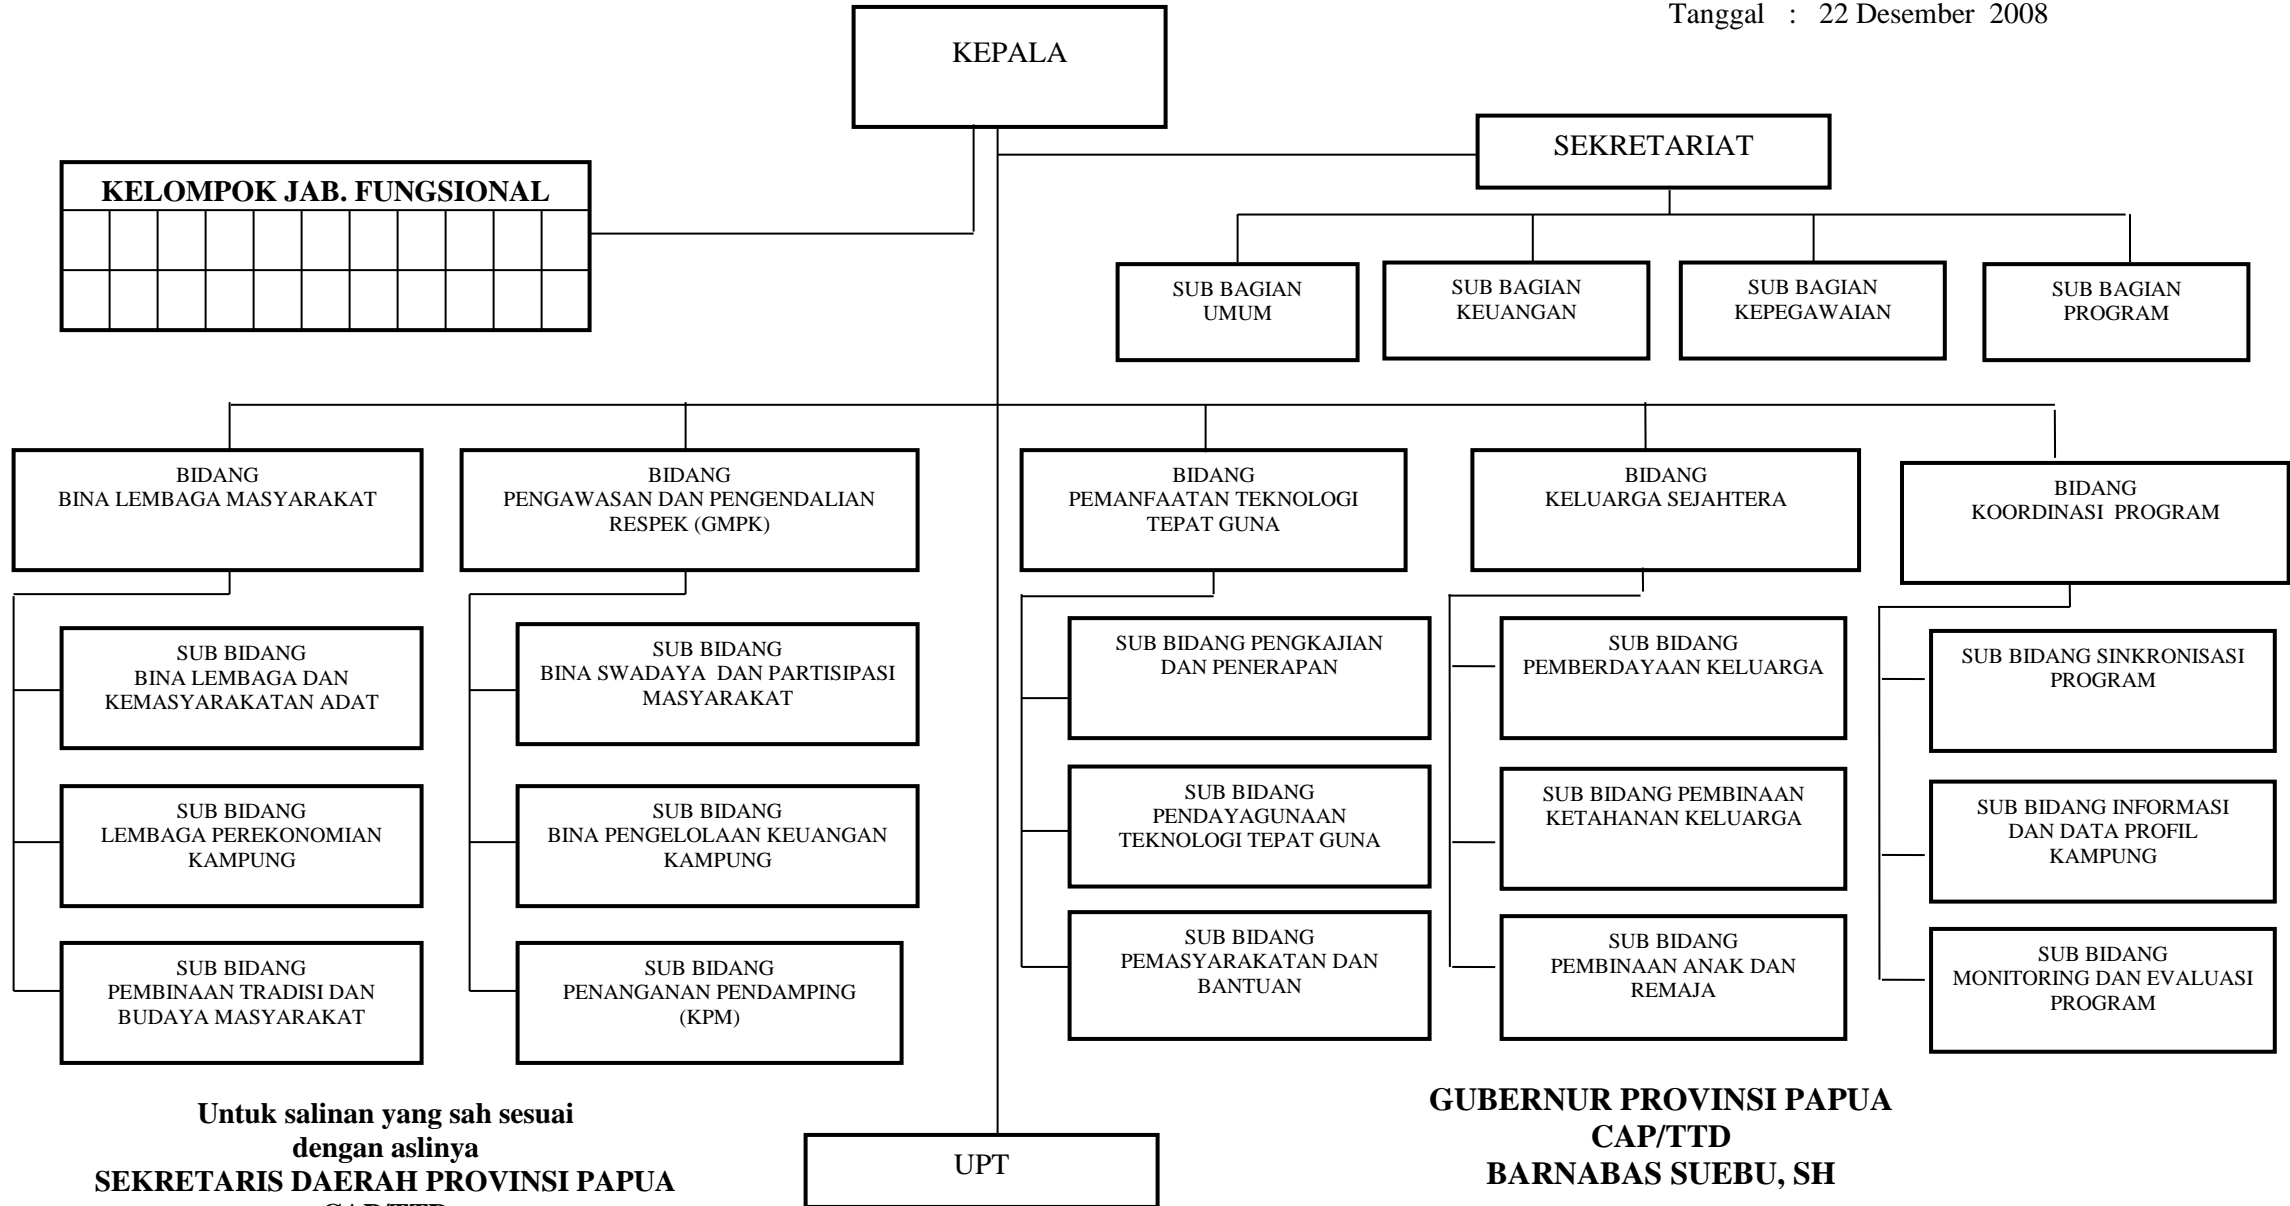 Tanggal : 22 Desember 2008
KEPALA
SEKRETARIAT
KELOMPOK JAB. FUNGSIONAL
SUB BAGIAN
UMUM
SUB BAGIAN
KEUANGAN
SUB BAGIAN
KEPEGAWAIAN
SUB BAGIAN
PROGRAM
BIDANG
BINA LEMBAGA MASYARAKAT
BIDANG
PENGAWASAN DAN PENGENDALIAN
RESPEK (GMPK)
BIDANG
PEMANFAATAN TEKNOLOGI
TEPAT GUNA
BIDANG
KELUARGA SEJAHTERA
BIDANG
KOORDINASI PROGRAM
SUB BIDANG
BINA LEMBAGA DAN
KEMASYARAKATAN ADAT
SUB BIDANG
BINA SWADAYA DAN PARTISIPASI
MASYARAKAT
SUB BIDANG PENGKAJIAN
DAN PENERAPAN
SUB BIDANG
PEMBERDAYAAN KELUARGA
SUB BIDANG SINKRONISASI
PROGRAM
SUB BIDANG
LEMBAGA PEREKONOMIAN
KAMPUNG
SUB BIDANG
BINA PENGELOLAAN KEUANGAN
KAMPUNG
SUB BIDANG
PENDAYAGUNAAN
TEKNOLOGI TEPAT GUNA
SUB BIDANG PEMBINAAN
KETAHANAN KELUARGA
SUB BIDANG INFORMASI
DAN DATA PROFIL
KAMPUNG
SUB BIDANG
PEMBINAAN TRADISI DAN
BUDAYA MASYARAKAT
SUB BIDANG
PENANGANAN PENDAMPING
(KPM)
SUB BIDANG
PEMASYARAKATAN DAN
BANTUAN
SUB BIDANG
PEMBINAAN ANAK DAN
REMAJA
SUB BIDANG
MONITORING DAN EVALUASI
PROGRAM
Untuk salinan yang sah sesuai
dengan aslinya
SEKRETARIS DAERAH PROVINSI PAPUA
CAP/TTD
UPT
GUBERNUR PROVINSI PAPUA
CAP/TTD
BARNABAS SUEBU, SH